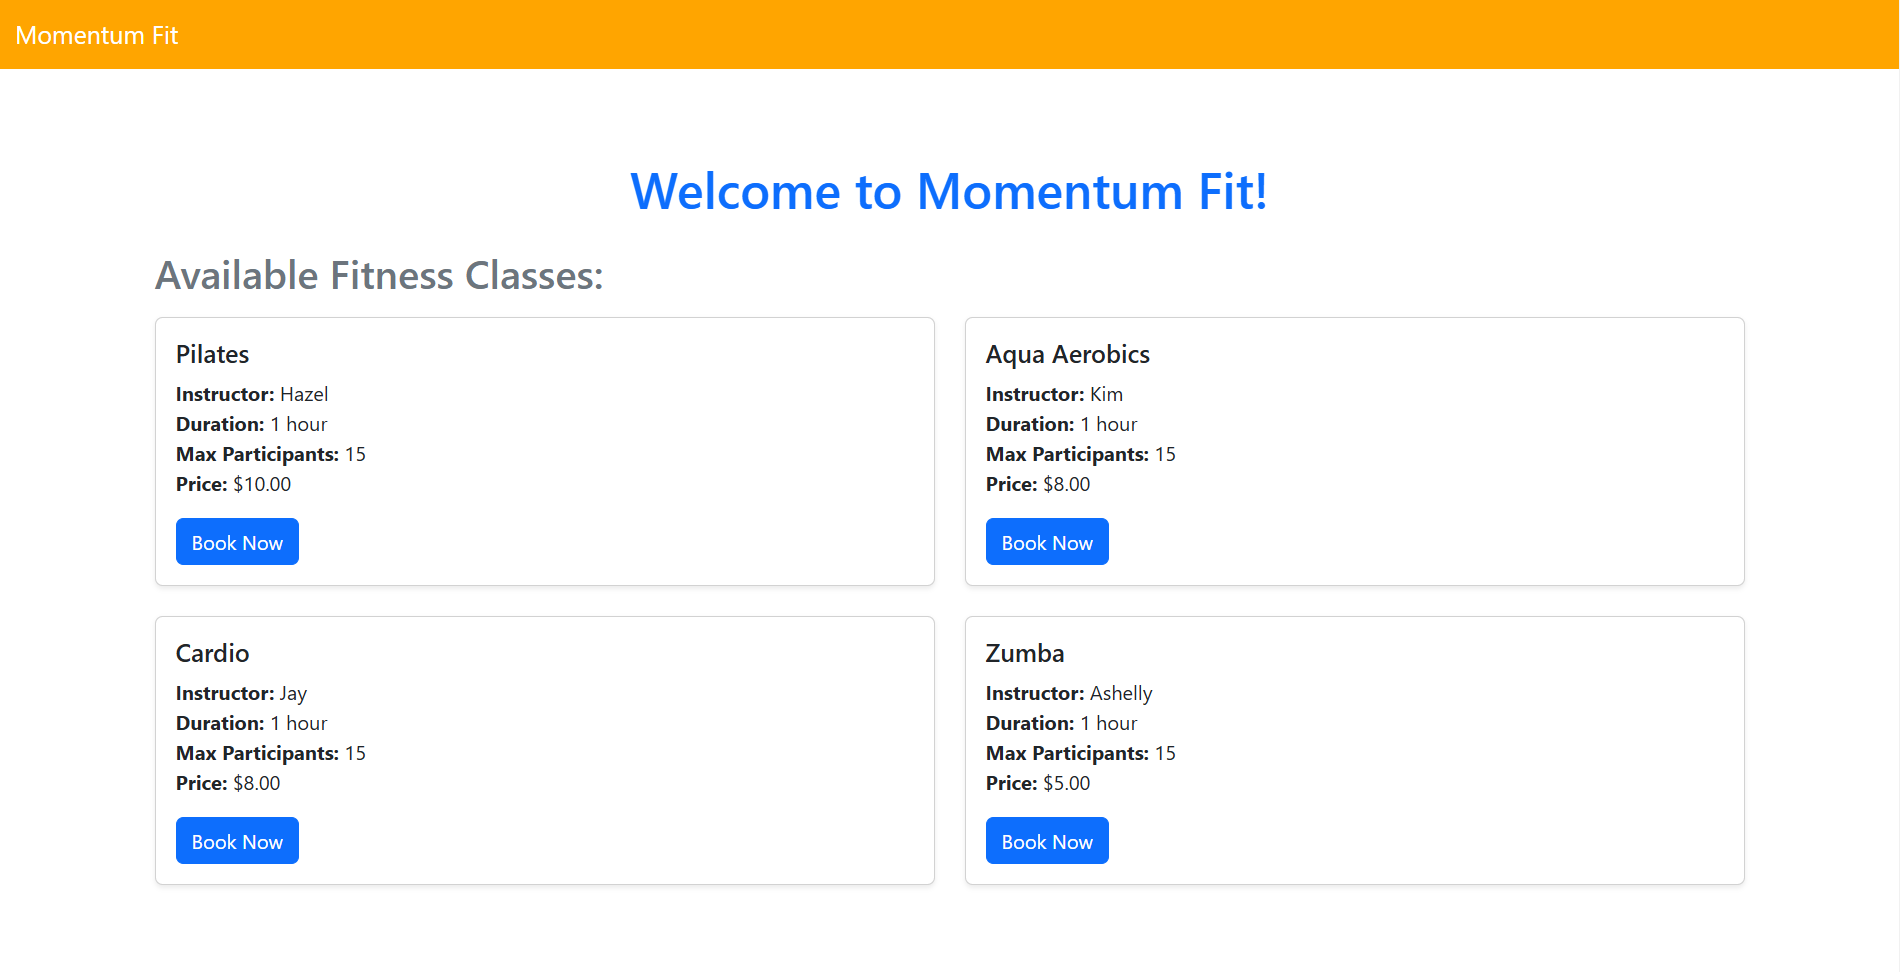 Momentum Fit
Welcome to Momentum Fit!
Available Fitness Classes:
Pilates
Instructor: Hazel
Duration: 1 hour
Max Participants: 15
Price: $10.00
Book Now
Aqua Aerobics
Instructor: Kim
Duration: 1 hour
Max Participants: 15
Price: $8.00
Book Now
Cardio
Instructor: Jay
Duration: 1 hour
Max Participants: 15
Price: $8.00
Book Now
Zumba
Instructor: Ashelly
Duration: 1 hour
Max Participants: 15
Price: $5.00
Book Now